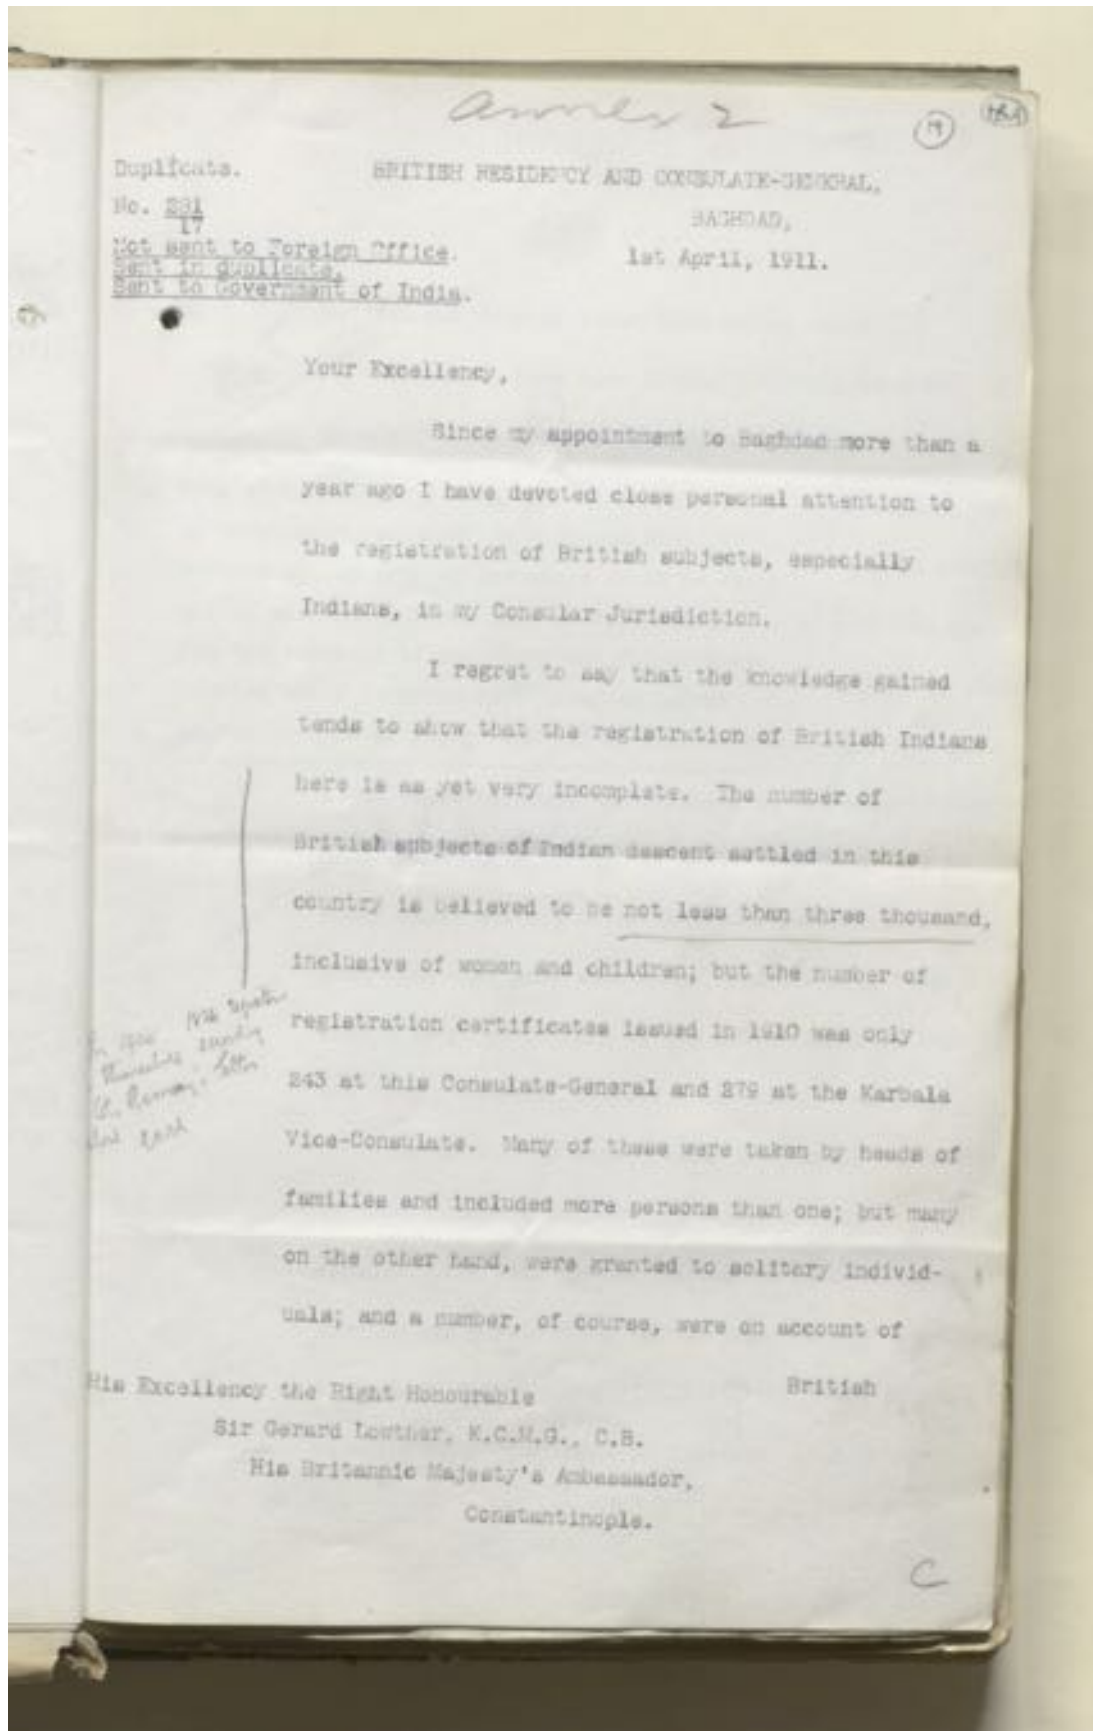 Annex 2
19
Duplicate.
BRITISH RESIDENCY AND CONSULATE-GENERAL,
No. 281/17
BAGHDAD,
Not sent to Foreign Office.
1st April, 1911.
Sent in duplicate.
Sent to Government of India.
Your Excellency,
Since my appointment to Baghdad more than a
year ago I have devoted close personal attention to
the registration of British subjects, especially
Indians, in my Consular Jurisdiction.
I regret to say that the knowledge gained
tends to show that the registration of British Indians
here is as yet very incomplete. The number of
British subjects of Indian descent settled in this
country is believed to be not less than three thousand,
inclusive of women and children; but the number of
registration certificates issued in 1910 was only
243 at this Consulate-General and 279 at the Karbala
Vice-Consulate. Many of these were taken by heads of
families and included more persons than one; but many
on the other hand, were granted to solitary individ-
uals; and a number, of course, were on account of
British
His Excellency the Right Honourable
Sir Gerard Lowther, K.C.M.G., C.B.
His Britannic Majesty's Ambassador,
Constantinople.
C